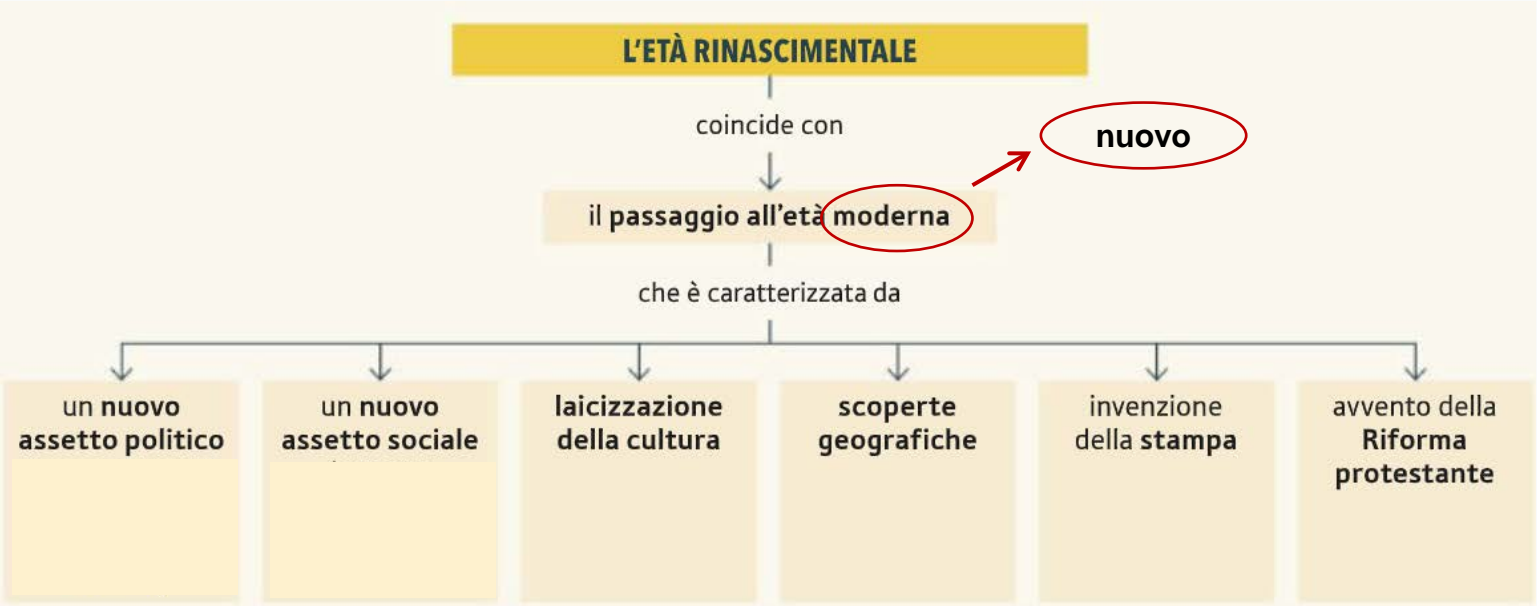 L'ETÀ RINASCIMENTALE
coincide con
nuovo
il passaggio all'età moderna
che è caratterizzata da
un nuovo
assetto politico
un nuovo
assetto sociale
laicizzazione
della cultura
scoperte
geografiche
invenzione
della stampa
avvento della
Riforma
protestante